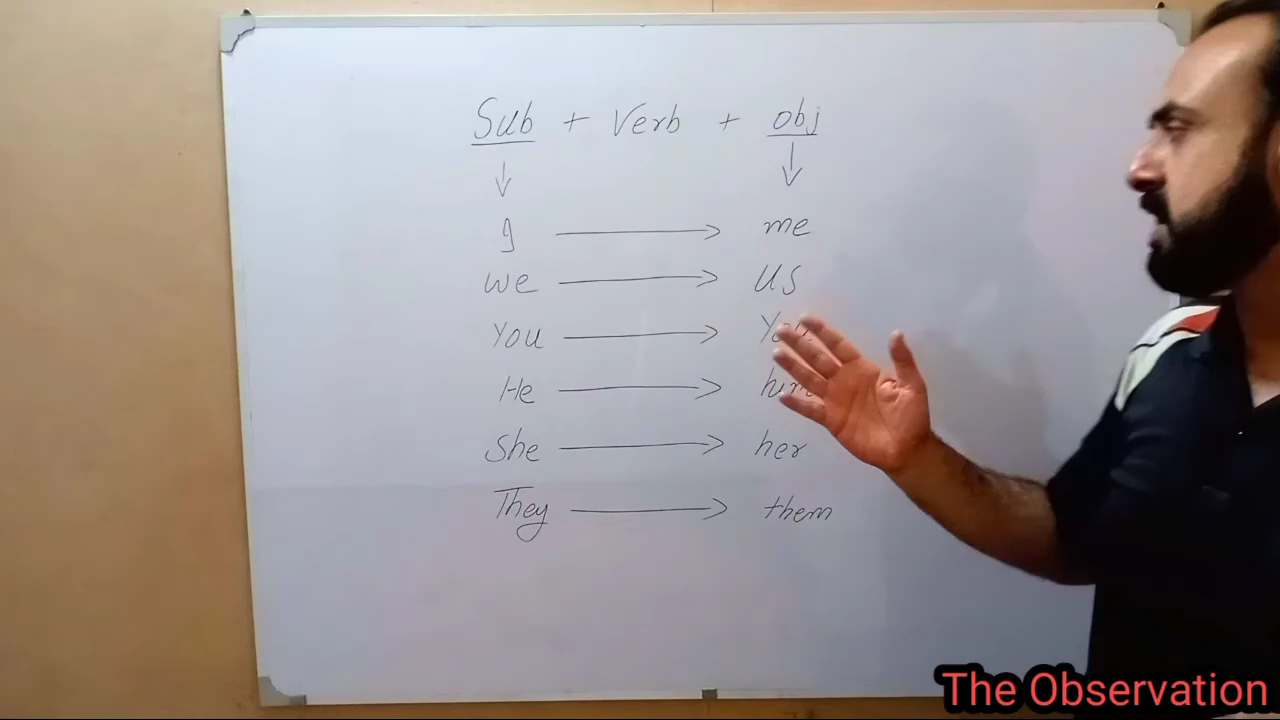 Sub + Verb + obj
↓ ↓
I → me
we → us
You → You
He → him
She → her
They → them
The Observation